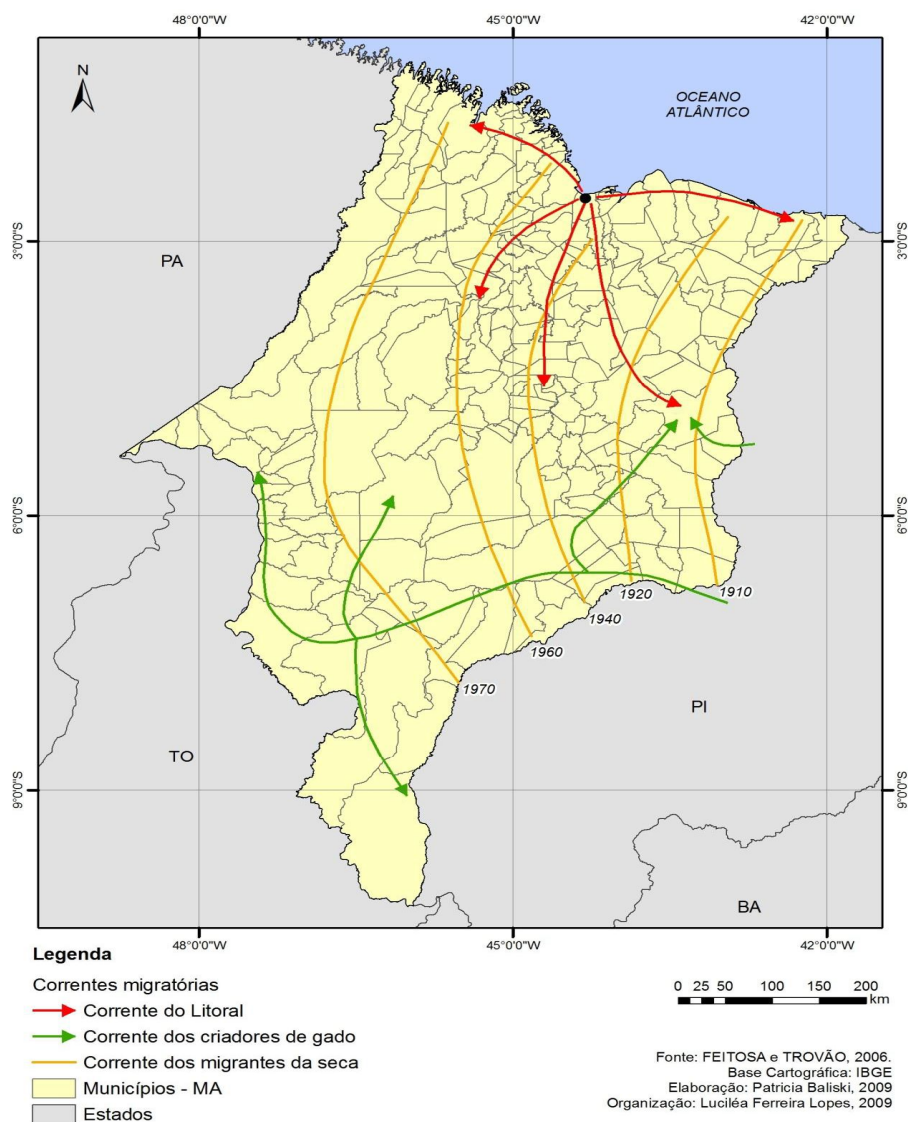 48°0'0"W 45°0'0"W 42°0'0"W
N
OCEANO
ATLÂNTICO
3°0'0"S 3°0'0"S
PA
6°0'0"S 6°0'0"S
1910
1920
1940
1960
1970
PI
TO
9°0'0"S 9°0'0"S
BA
48°0'0"W 45°0'0"W 42°0'0"W
Legenda
Correntes migratórias
Corrente do Litoral
Corrente dos criadores de gado
Corrente dos migrantes da seca
Municípios - MA
Estados
0 25 50 100 150 200
km
Fonte: FEITOSA e TROVÃO, 2006.
Base Cartográfica: IBGE
Elaboração: Patricia Baliski, 2009
Organização: Luciléa Ferreira Lopes, 2009